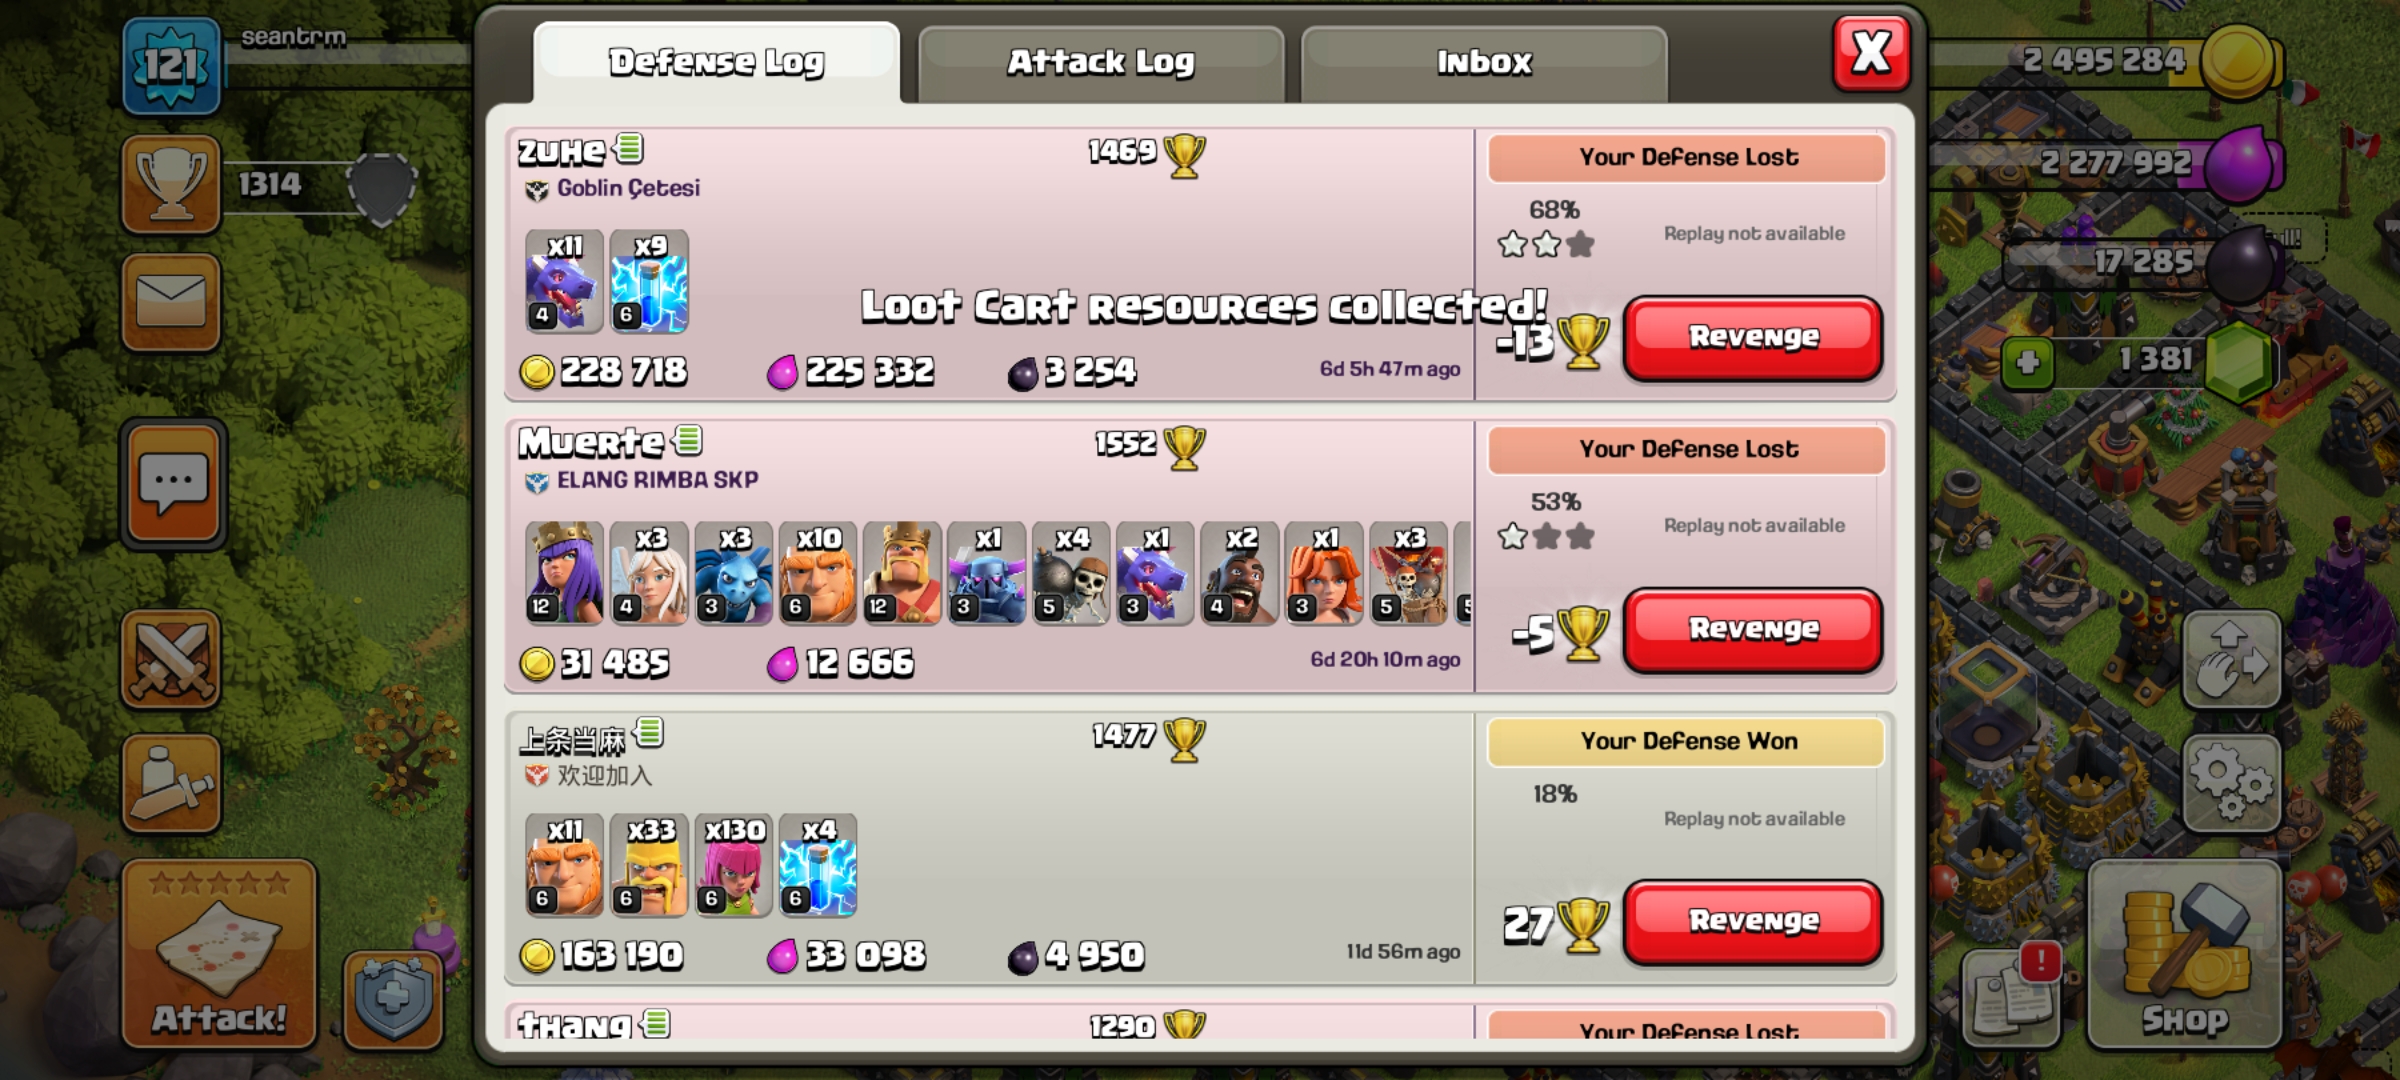 121
seantrm
1314
Attack!
Defense Log
Attack Log
Inbox
X
2 495 284
2 277 992
17 285
1 381
Shop
!
zuHe
1469
Goblin Çetesi
x11
4
x9
6
Loot Cart resources collected!
228 718
225 332
3 254
6d 5h 47m ago
Your Defense Lost
68%
Replay not available
-13
Revenge
Muerte
1552
ELANG RIMBA SKP
12
x3
4
x3
3
x10
6
12
x1
3
x4
5
x1
3
x2
4
x1
3
x3
5
31 485
12 666
6d 20h 10m ago
Your Defense Lost
53%
Replay not available
-5
Revenge
上条当麻
1477
欢迎加入
x11
6
x33
6
x130
6
x4
6
163 190
33 098
4 950
11d 56m ago
Your Defense Won
18%
Replay not available
27
Revenge
thang
1290
Your Defense Lost